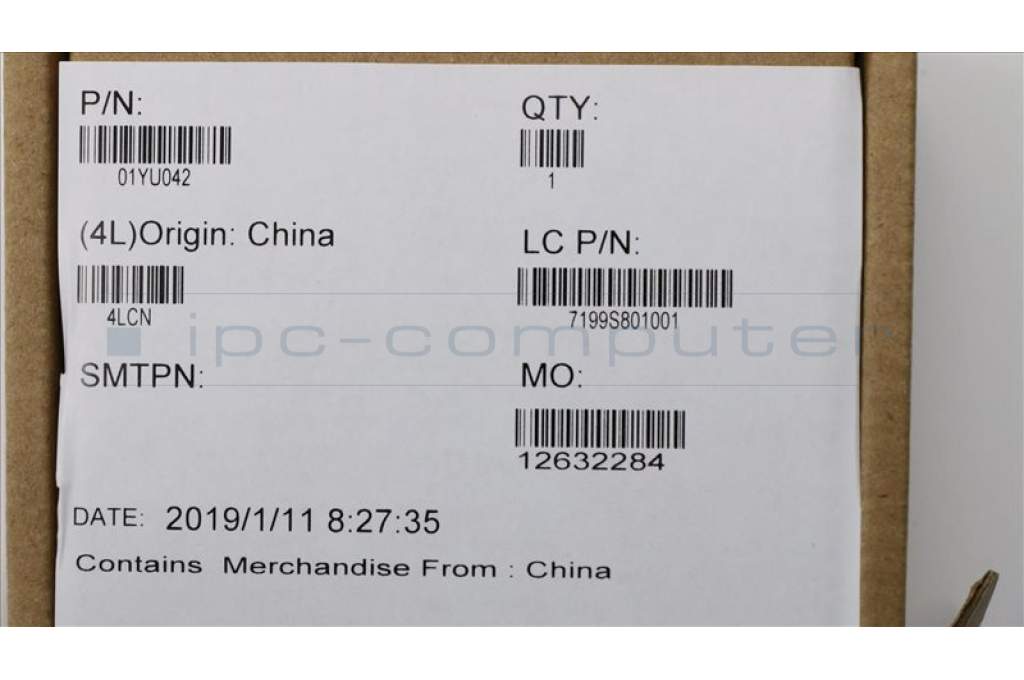 P/N:
01YU042
QTY:
1
(4L)Origin: China
4LCN
LC P/N:
7199S801001
ipc-computer
SMTPN:
MO:
12632284
DATE: 2019/1/11 8:27:35
Contains Merchandise From : China